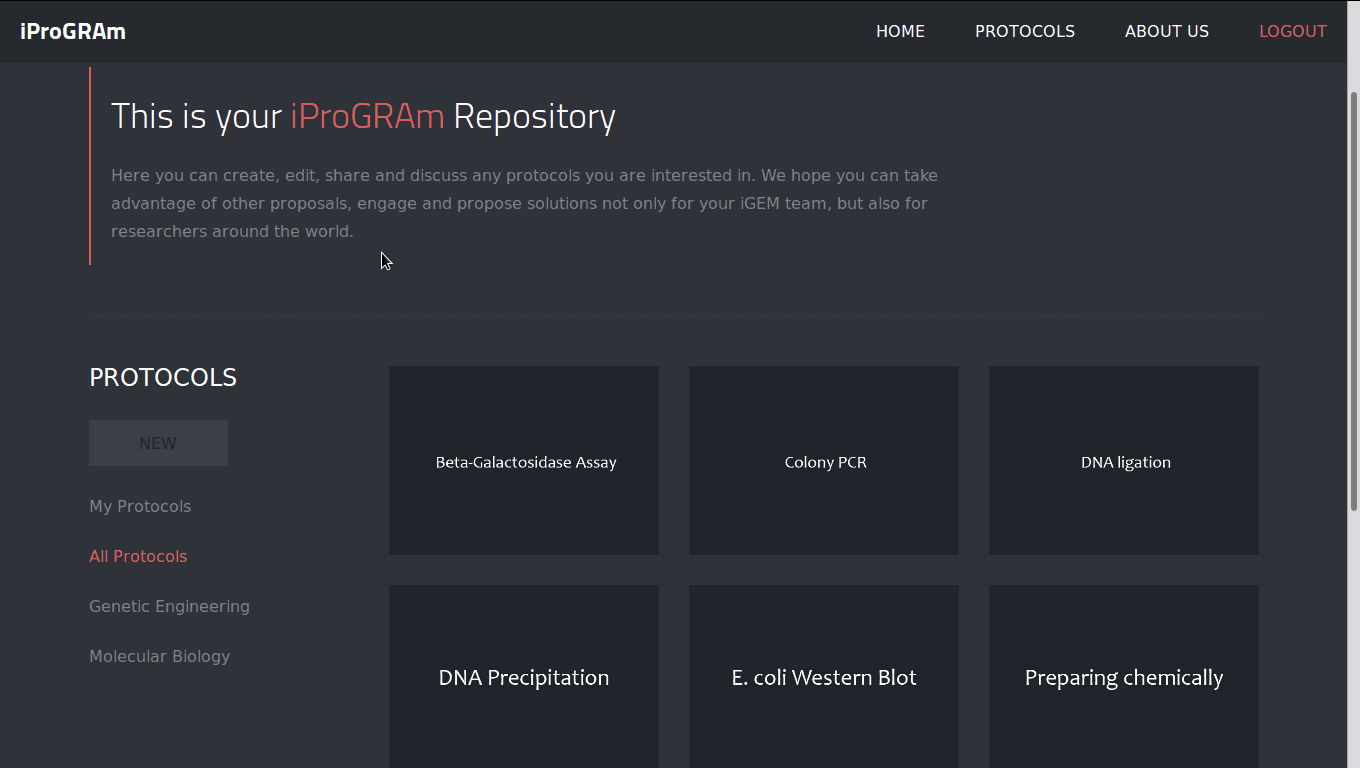 iProGRAm
HOME
PROTOCOLS
ABOUT US
LOGOUT
This is your iProGRAm Repository
Here you can create, edit, share and discuss any protocols you are interested in. We hope you can take
advantage of other proposals, engage and propose solutions not only for your iGEM team, but also for
researchers around the world.
PROTOCOLS
NEW
My Protocols
All Protocols
Genetic Engineering
Molecular Biology
Beta-Galactosidase Assay
Colony PCR
DNA ligation
DNA Precipitation
E. coli Western Blot
Preparing chemically